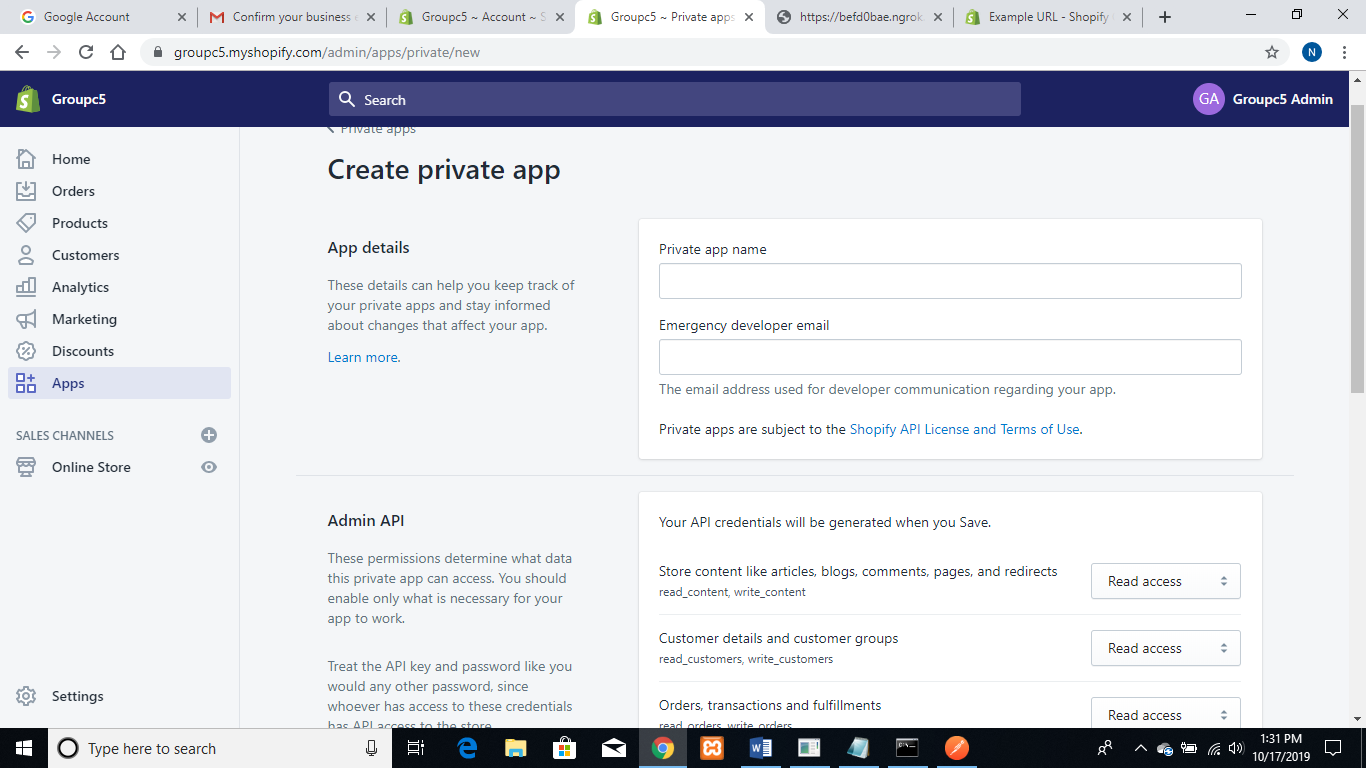 Google Account
Confirm your business e
Groupc5 ~ Account ~ S
Groupc5 ~ Private apps
https://befd0bae.ngrok
Example URL - Shopify
groupc5.myshopify.com/admin/apps/private/new
N
Groupc5
Search
GA
Groupc5 Admin
Home
Orders
Products
Customers
Analytics
Marketing
Discounts
Apps
SALES CHANNELS
Online Store
Settings
Private apps
Create private app
App details
These details can help you keep track of
your private apps and stay informed
about changes that affect your app.
Learn more.
Private app name
Emergency developer email
The email address used for developer communication regarding your app.
Private apps are subject to the Shopify API License and Terms of Use.
Admin API
These permissions determine what data
this private app can access. You should
enable only what is necessary for your
app to work.
Treat the API key and password like you
would any other password, since
whoever has access to these credentials
has API access to the store.
Your API credentials will be generated when you Save.
Store content like articles, blogs, comments, pages, and redirects
read_content, write_content
Read access
Customer details and customer groups
read_customers, write_customers
Read access
Orders, transactions and fulfillments
read_orders, write_orders
Read access
Type here to search
1:31 PM
10/17/2019